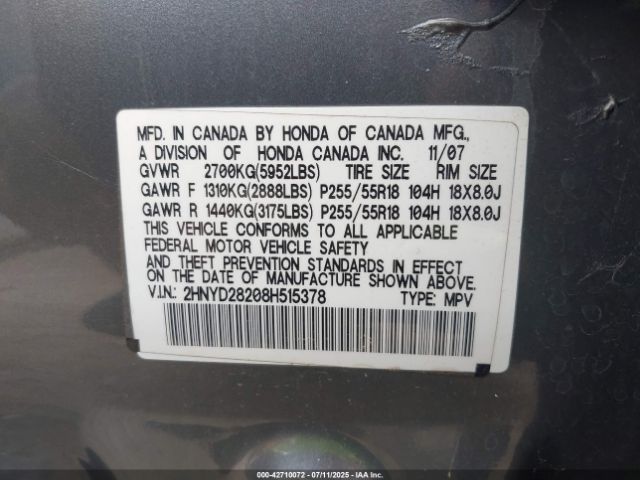 MFD. IN CANADA BY HONDA OF CANADA MFG.,
A DIVISION OF HONDA CANADA INC. 11/07
GVWR 2700KG(5952LBS) TIRE SIZE RIM SIZE
GAWR F 1310KG(2888LBS) P255/55R18 104H 18X8.0J
GAWR R 1440KG(3175LBS) P255/55R18 104H 18X8.0J
THIS VEHICLE CONFORMS TO ALL APPLICABLE
FEDERAL MOTOR VEHICLE SAFETY
AND THEFT PREVENTION STANDARDS IN EFFECT ON
THE DATE OF MANUFACTURE SHOWN ABOVE.
V.I.N.: 2HNYD28208H515378 TYPE: MPV
000-42710072 - 07/11/2025 - IAAI, Inc.